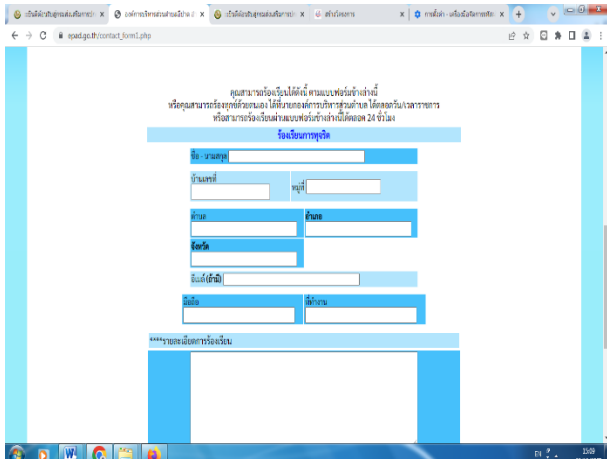 epad.go.th/contact_form1.php
คุณสามารถร้องเรียนได้ดังนี้ ตามแบบฟอร์มข้างล่างนี้
หรือคุณสามารถร้องทุกข์ด้วยตนเอง ได้ที่นายกองค์การบริหารส่วนตำบล ได้ตลอดวัน/เวลาราชการ
หรือสามารถร้องเรียนผ่านแบบฟอร์มข้างล่างนี้ได้ตลอด 24 ชั่วโมง
ร้องเรียนการทุจริต
ชื่อ - นามสกุล
บ้านเลขที่
หมู่ที่
ตำบล อำเภอ
จังหวัด
อีเมล์ (ถ้ามี)
มือถือ ที่ทำงาน
****รายละเอียดการร้องเรียน
EN 15:09